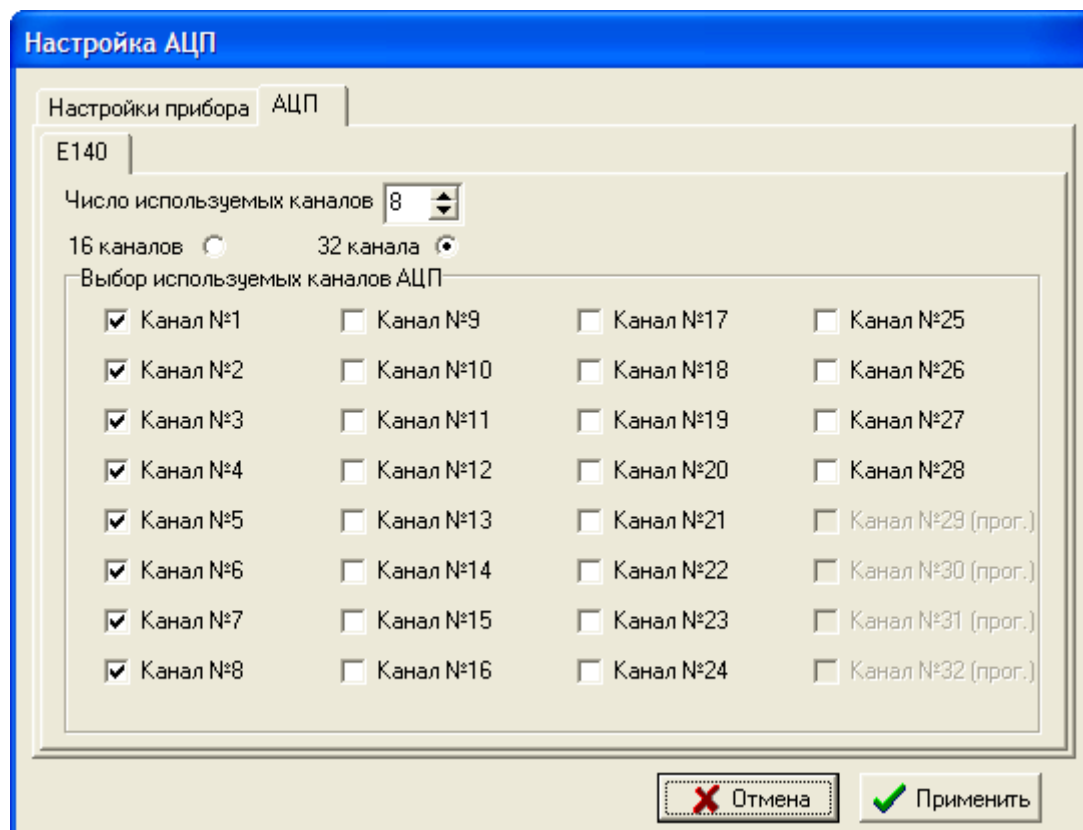 Настройка АЦП
Настройки прибора АЦП
E140
Число используемых каналов 8
16 каналов 32 канала
Выбор используемых каналов АЦП
Канал №1 Канал №9 Канал №17 Канал №25
Канал №2 Канал №10 Канал №18 Канал №26
Канал №3 Канал №11 Канал №19 Канал №27
Канал №4 Канал №12 Канал №20 Канал №28
Канал №5 Канал №13 Канал №21 Канал №29 (прог.)
Канал №6 Канал №14 Канал №22 Канал №30 (прог.)
Канал №7 Канал №15 Канал №23 Канал №31 (прог.)
Канал №8 Канал №16 Канал №24 Канал №32 (прог.)
Отмена Применить